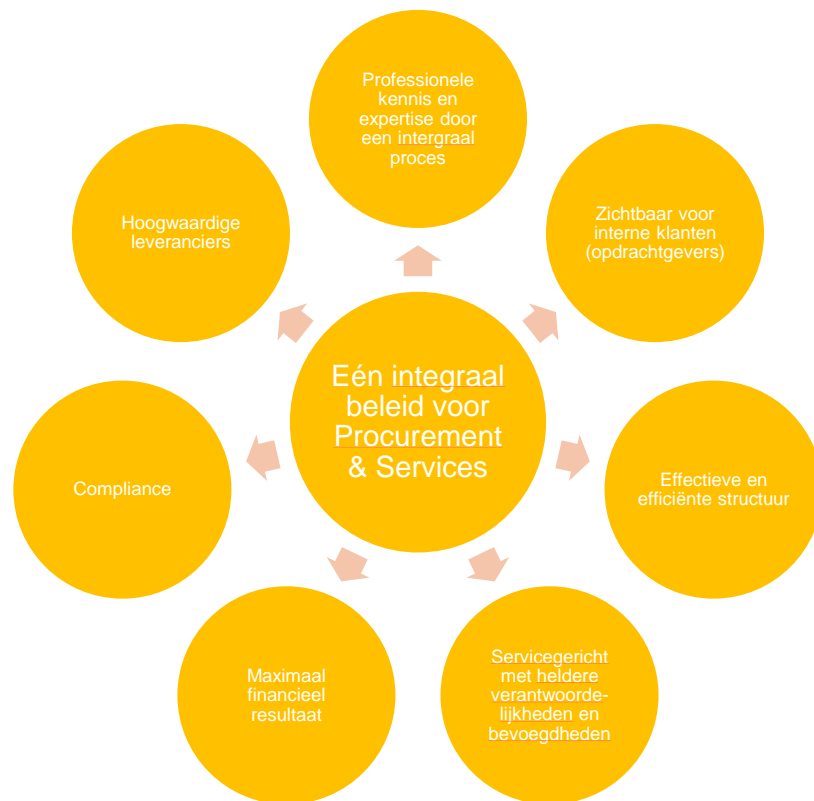 Professionele
kennis en
expertise door
een intergraal
proces
Zichtbaar voor
interne klanten
(opdrachtgevers)
Hoogwaardige
leveranciers
Eén integraal
beleid voor
Procurement
& Services
Compliance
Effectieve en
efficiënte structuur
Maximaal
financieel
resultaat
Servicegericht
met heldere
verantwoorde-
lijkheden en
bevoegdheden